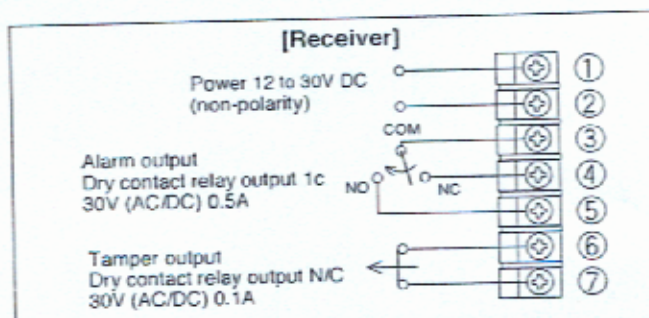 [Receiver]
Power 12 to 30V DC
(non-polarity)
①
②
COM
③
Alarm output
Dry contact relay output 1c
30V (AC/DC) 0.5A
NO
NC
④
⑤
Tamper output
Dry contact relay output N/C
30V (AC/DC) 0.1A
⑥
⑦